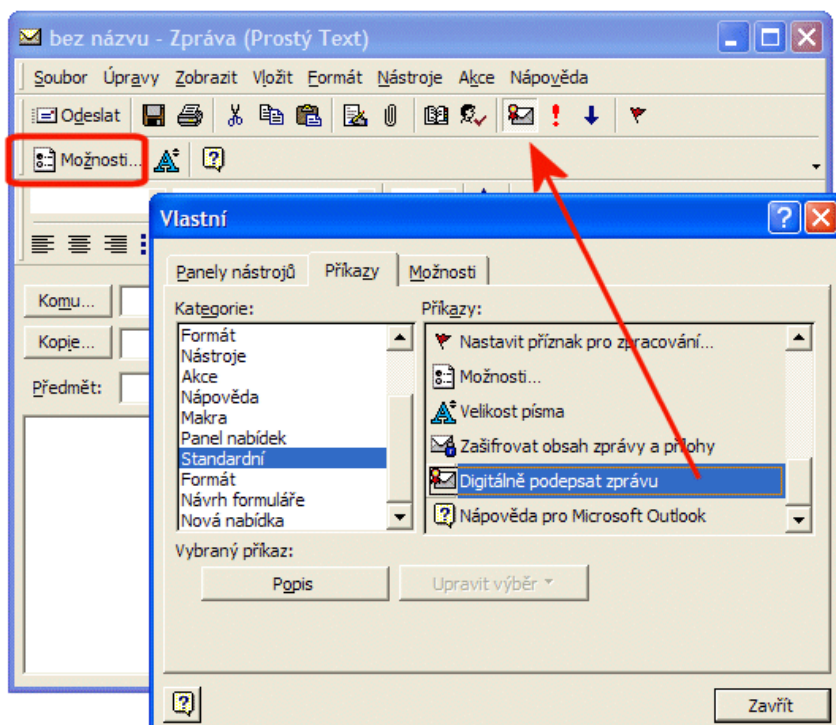 bez názvu - Zpráva (Prostý Text)
Soubor Úpravy Zobrazit Vložit Formát Nástroje Akce Nápověda
Odeslat
Možnosti...
Vlastní
Panely nástrojů Příkazy Možnosti
Komu...
Kopie...
Předmět:
Kategorie:
Formát
Nástroje
Akce
Nápověda
Makra
Panel nabídek
Standardní
Formát
Návrh formuláře
Nová nabídka
Příkazy:
Nastavit příznak pro zpracování...
Možnosti...
Velikost písma
Zašifrovat obsah zprávy a přílohy
Digitálně podepsat zprávu
Nápověda pro Microsoft Outlook
Vybraný příkaz:
Popis
Upravit výběr
Zavřít